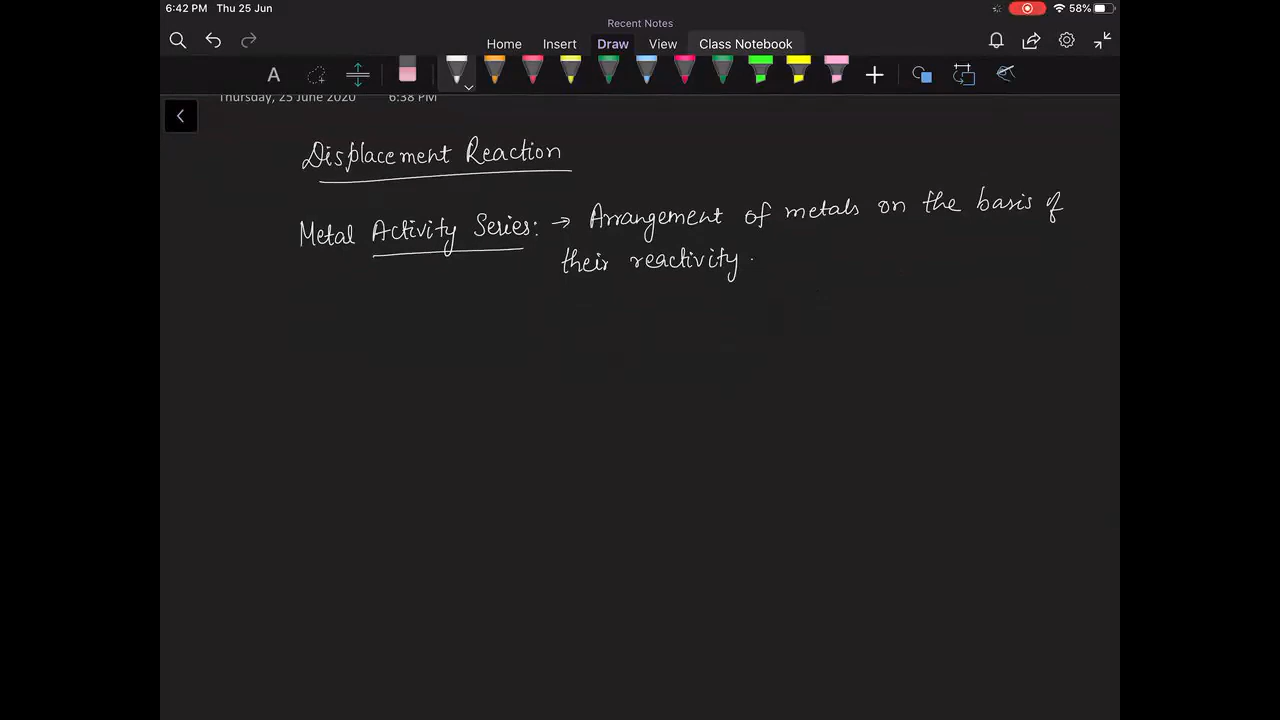 6:42 PM Thu 25 Jun
58%
Recent Notes
Home Insert Draw View Class Notebook
A
Thursday, 25 June 2020 6:38 PM
Displacement Reaction
Metal Activity Series: → Arrangement of metals on the basis of
their reactivity.